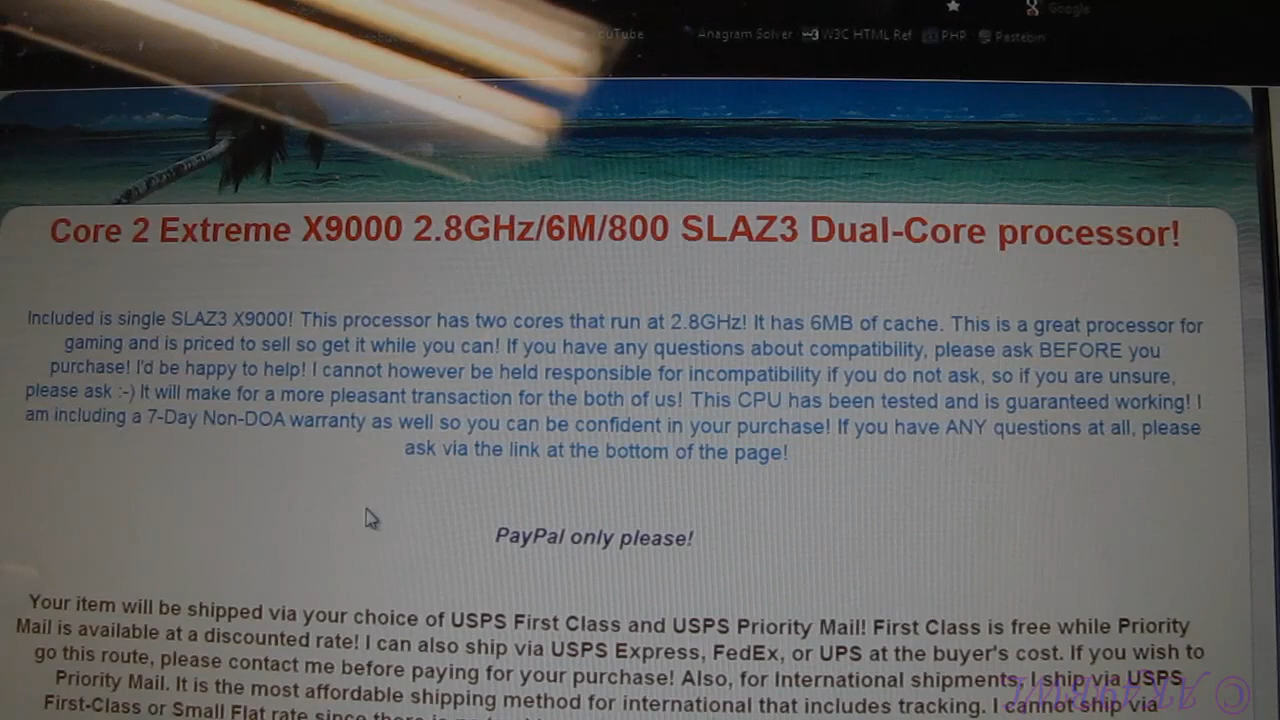 Google
ouTube Anagram Solver W3C HTML Ref PHP Pastebin
Core 2 Extreme X9000 2.8GHz/6M/800 SLAZ3 Dual-Core processor!
Included is single SLAZ3 X9000! This processor has two cores that run at 2.8GHz! It has 6MB of cache. This is a great processor for
gaming and is priced to sell so get it while you can! If you have any questions about compatibility, please ask BEFORE you
purchase! I'd be happy to help! I cannot however be held responsible for incompatibility if you do not ask, so if you are unsure,
please ask :-) It will make for a more pleasant transaction for the both of us! This CPU has been tested and is guaranteed working! I
am including a 7-Day Non-DOA warranty as well so you can be confident in your purchase! If you have ANY questions at all, please
ask via the link at the bottom of the page!
PayPal only please!
Your item will be shipped via your choice of USPS First Class and USPS Priority Mail! First Class is free while Priority
Mail is available at a discounted rate! I can also ship via USPS Express, FedEx, or UPS at the buyer's cost. If you wish to
go this route, please contact me before paying for your purchase! Also, for International shipments, I ship via USPS
Priority Mail. It is the most affordable shipping method for international that includes tracking. I cannot ship via
First-Class or Small Flat rate since there is